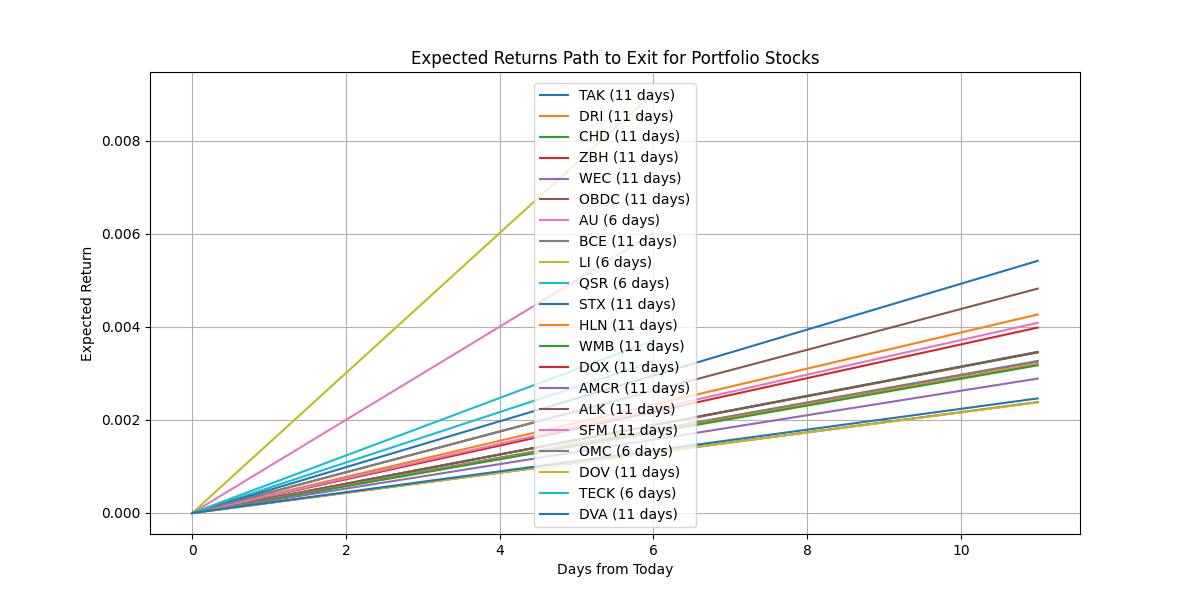 Expected Returns Path to Exit for Portfolio Stocks
Expected Return
0.008
0.006
0.004
0.002
0.000
TAK (11 days)
DRI (11 days)
CHD (11 days)
ZBH (11 days)
WEC (11 days)
OBDC (11 days)
AU (6 days)
BCE (11 days)
LI (6 days)
QSR (6 days)
STX (11 days)
HLN (11 days)
WMB (11 days)
DOX (11 days)
AMCR (11 days)
ALK (11 days)
SFM (11 days)
OMC (6 days)
DOV (11 days)
TECK (6 days)
DVA (11 days)
0 2 4 6 8 10
Days from Today